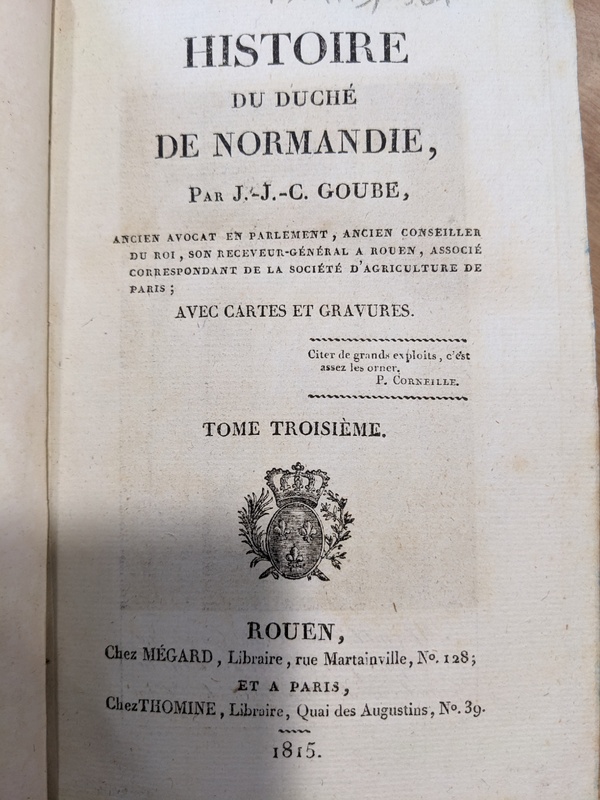 HISTOIRE
DU DUCHÉ
DE NORMANDIE,
PAR J.-J.-C. GOUBE,
ANCIEN AVOCAT EN PARLEMENT, ANCIEN CONSEILLER
DU ROI, SON RECEVEUR-GÉNÉRAL A ROUEN, ASSOCIÉ
CORRESPONDANT DE LA SOCIÉTÉ D'AGRICULTURE DE
PARIS;
AVEC CARTES ET GRAVURES.
Citer de grands exploits, c'est
assez les orner.
P. CORNEILLE.
TOME TROISIÈME.
ROUEN,
Chez MÉGARD, Libraire, rue Martainville, No. 128;
ET A PARIS,
Chez THOMINE, Libraire, Quai des Augustins, No. 39.
1815.